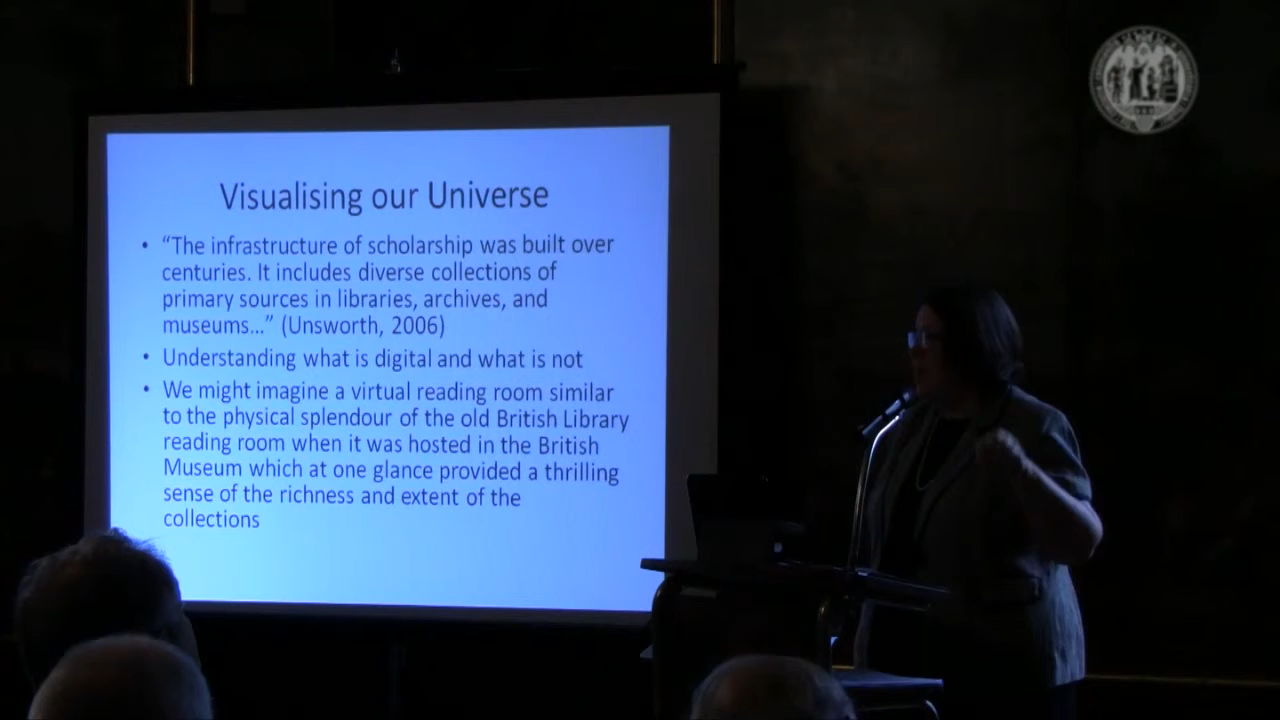 Visualising our Universe
• “The infrastructure of scholarship was built over
centuries. It includes diverse collections of
primary sources in libraries, archives, and
museums…” (Unsworth, 2006)
• Understanding what is digital and what is not
• We might imagine a virtual reading room similar
to the physical splendour of the old British Library
reading room when it was hosted in the British
Museum which at one glance provided a thrilling
sense of the richness and extent of the
collections